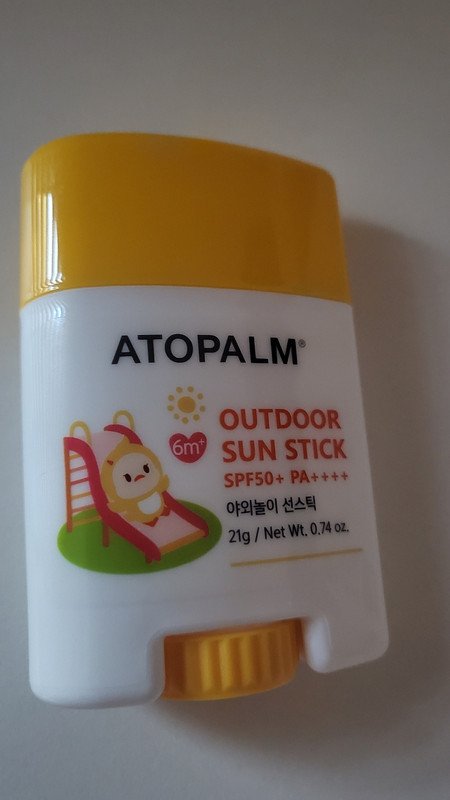 ATOPALM®
6m+
OUTDOOR
SUN STICK
SPF50+ PA++++
야외놀이 선스틱
21g / Net Wt. 0.74 oz.